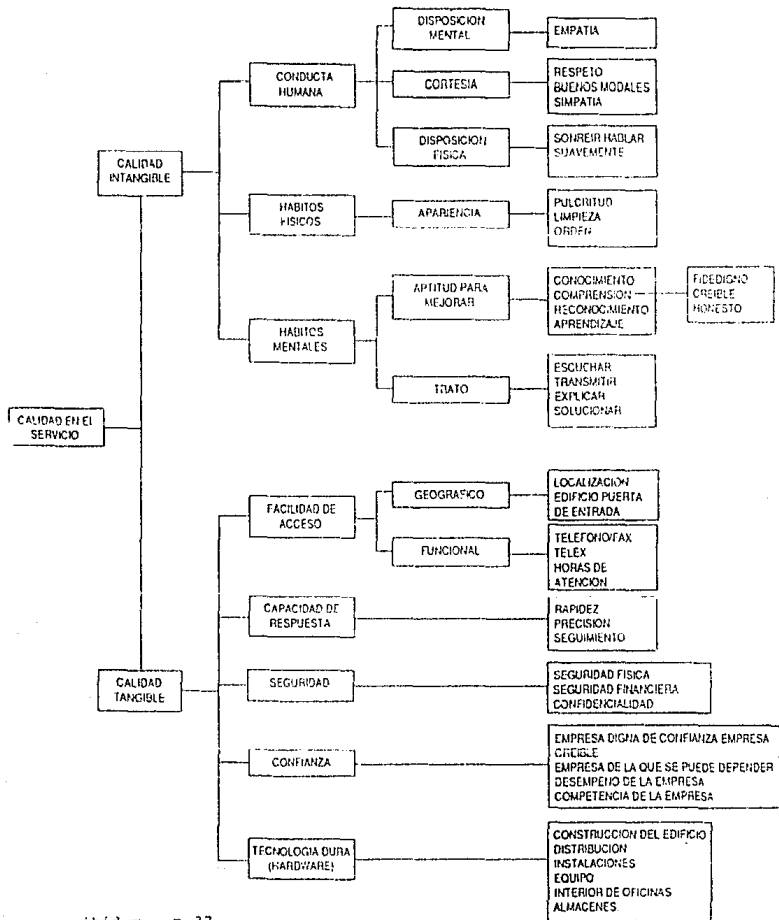 DISPOSICION
MENTAL
EMPATIA
CONDUCTA
HUMANA
CORTESIA
RESPETO
BUENOS MODALES
SIMPATIA
DISPOSICION
FISICA
SONREIR HABLAR
SUAVEMENTE
CALIDAD
INTANGIBLE
HABITOS
FISICOS
APARIENCIA
PULCRITUD
LIMPIEZA
ORDEN
APTITUD PARA
MEJORAR
CONOCIMIENTO
COMPRENSION
RECONOCIMIENTO
APRENDIZAJE
FIDEDIGNO
CREIBLE
HONESTO
HABITOS
MENTALES
TRATO
ESCUCHAR
TRANSMITIR
EXPLICAR
SOLUCIONAR
CALIDAD EN EL
SERVICIO
FACILIDAD DE
ACCESO
GEOGRAFICO
LOCALIZACION
EDIFICIO PUERTA
DE ENTRADA
FUNCIONAL
TELEFONO/FAX
TELEX
HORAS DE
ATENCION
CAPACIDAD DE
RESPUESTA
RAPIDEZ
PRECISION
SEGUIMIENTO
CALIDAD
TANGIBLE
SEGURIDAD
SEGURIDAD FISICA
SEGURIDAD FINANCIERA
CONFIDENCIALIDAD
CONFIANZA
EMPRESA DIGNA DE CONFIANZA EMPRESA
CREIBLE
EMPRESA DE LA QUE SE PUEDE DEPENDER
DESEMPEÑO DE LA EMPRESA
COMPETENCIA DE LA EMPRESA
TECNOLOGIA DURA
(HARDWARE)
CONSTRUCCION DEL EDIFICIO
DISTRIBUCION
INSTALACIONES
EQUIPO
INTERIOR DE OFICINAS
ALMACENES